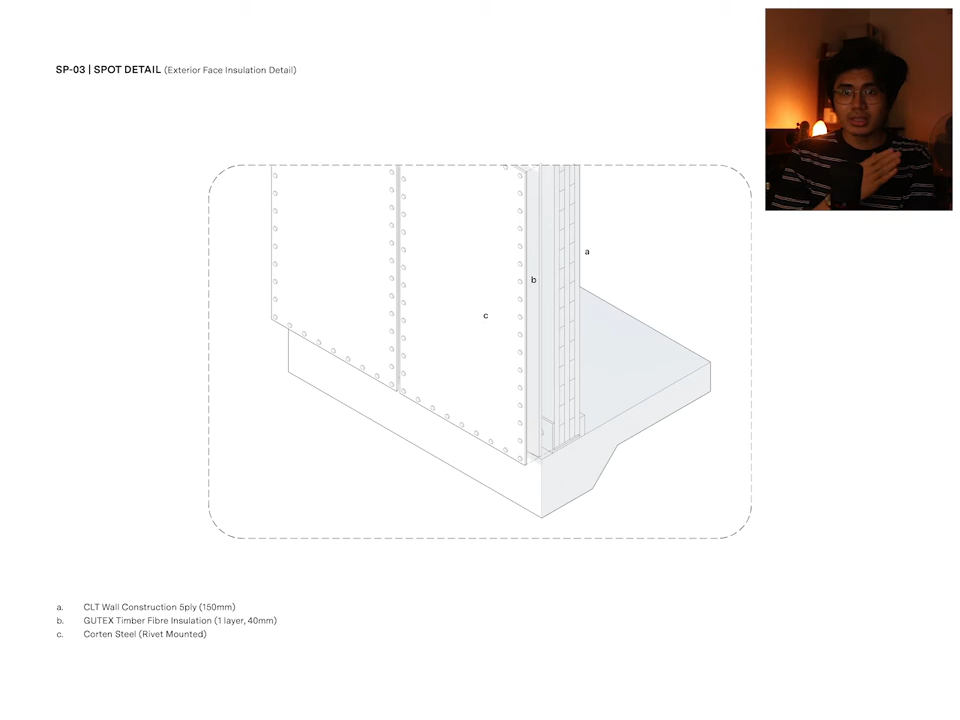 SP-03 | SPOT DETAIL (Exterior Face Insulation Detail)
a
b
c
a. CLT Wall Construction 5ply (150mm)
b. GUTEX Timber Fibre Insulation (1 layer, 40mm)
c. Corten Steel (Rivet Mounted)